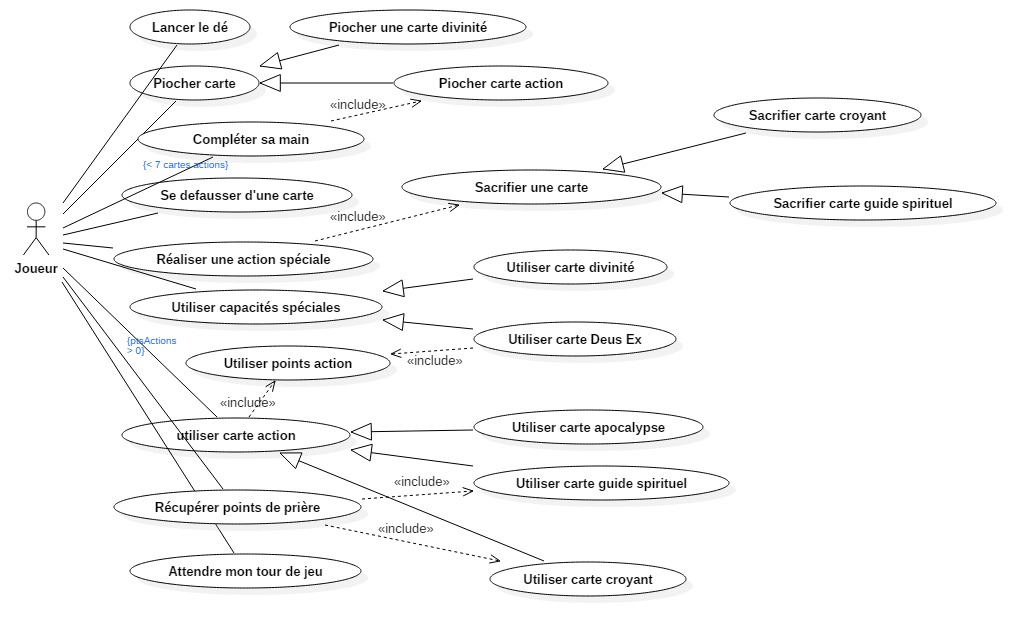 Lancer le dé
Piocher une carte divinité
Piocher carte
Piocher carte action
«include»
Sacrifier carte croyant
Compléter sa main
{< 7 cartes actions}
Se defausser d'une carte
Sacrifier une carte
Sacrifier carte guide spirituel
«include»
Joueur
Réaliser une action spéciale
Utiliser carte divinité
Utiliser capacités spéciales
{ptsActions
> 0}
Utiliser carte Deus Ex
Utiliser points action
«include»
«include»
utiliser carte action
Utiliser carte apocalypse
«include»
Utiliser carte guide spirituel
Récupérer points de prière
«include»
Attendre mon tour de jeu
Utiliser carte croyant